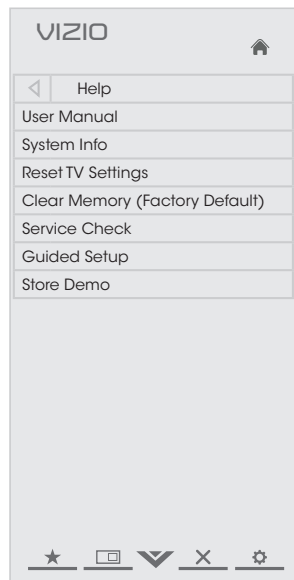 VIZIO
Help
User Manual
System Info
Reset TV Settings
Clear Memory (Factory Default)
Service Check
Guided Setup
Store Demo